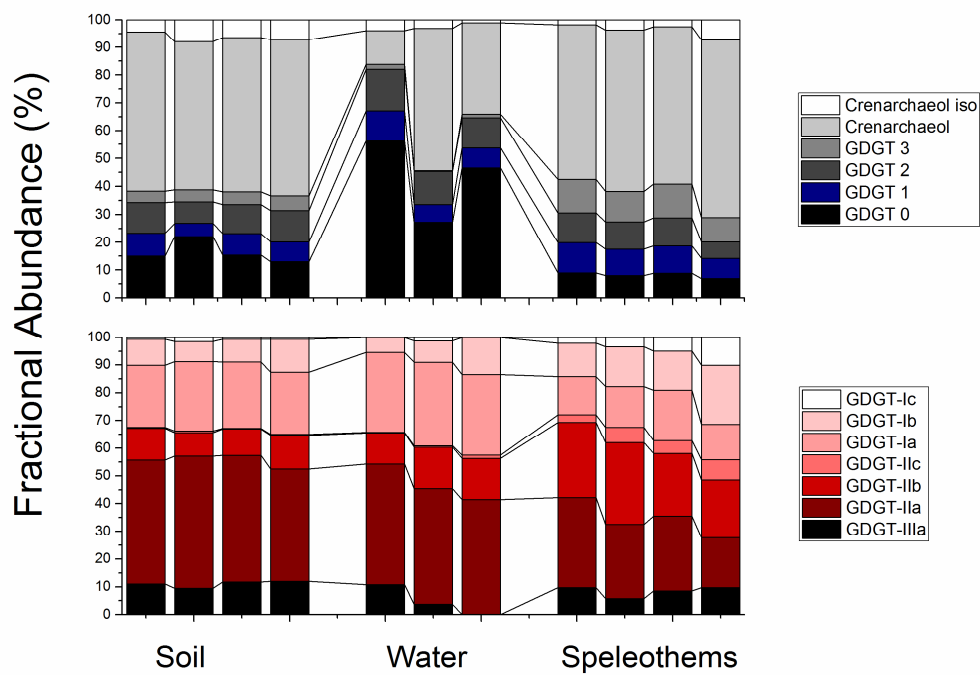 Fractional Abundance (%)
100
90
80
70
60
50
40
30
20
10
0
Crenarchaeol iso
Crenarchaeol
GDGT 3
GDGT 2
GDGT 1
GDGT 0
100
90
80
70
60
50
40
30
20
10
0
GDGT-Ic
GDGT-Ib
GDGT-Ia
GDGT-IIc
GDGT-IIb
GDGT-IIa
GDGT-IIIa
Soil Water Speleothems